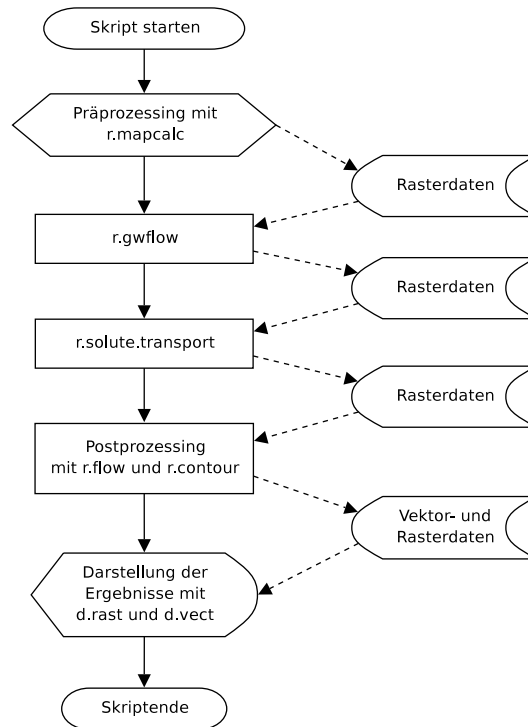 Skript starten
Präprozessing mit
r.mapcalc
Rasterdaten
r.gwflow
Rasterdaten
r.solute.transport
Rasterdaten
Postprozessing
mit r.flow und r.contour
Vektor- und
Rasterdaten
Darstellung der
Ergebnisse mit
d.rast und d.vect
Skriptende